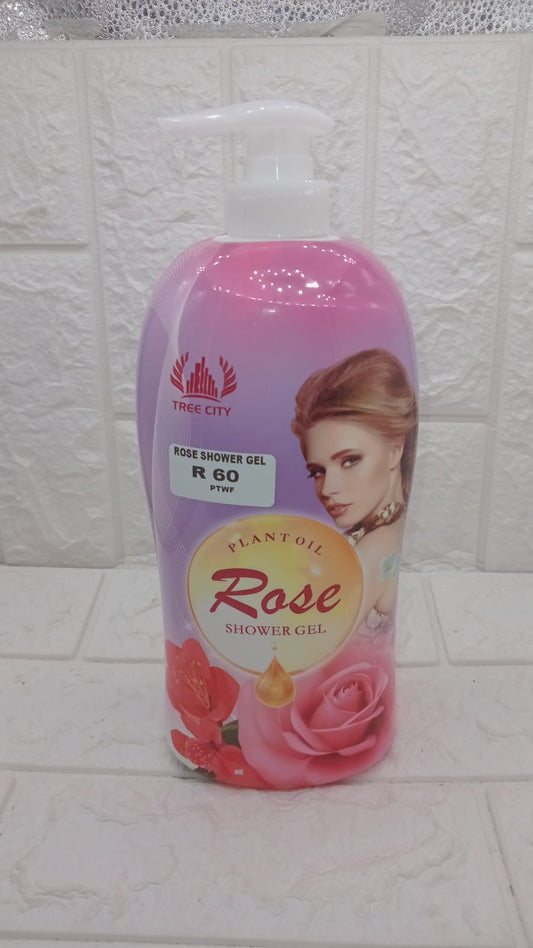 TREE CITY
ROSE SHOWER GEL
R 60
PTWF
PLANT OIL
Rose
SHOWER GEL